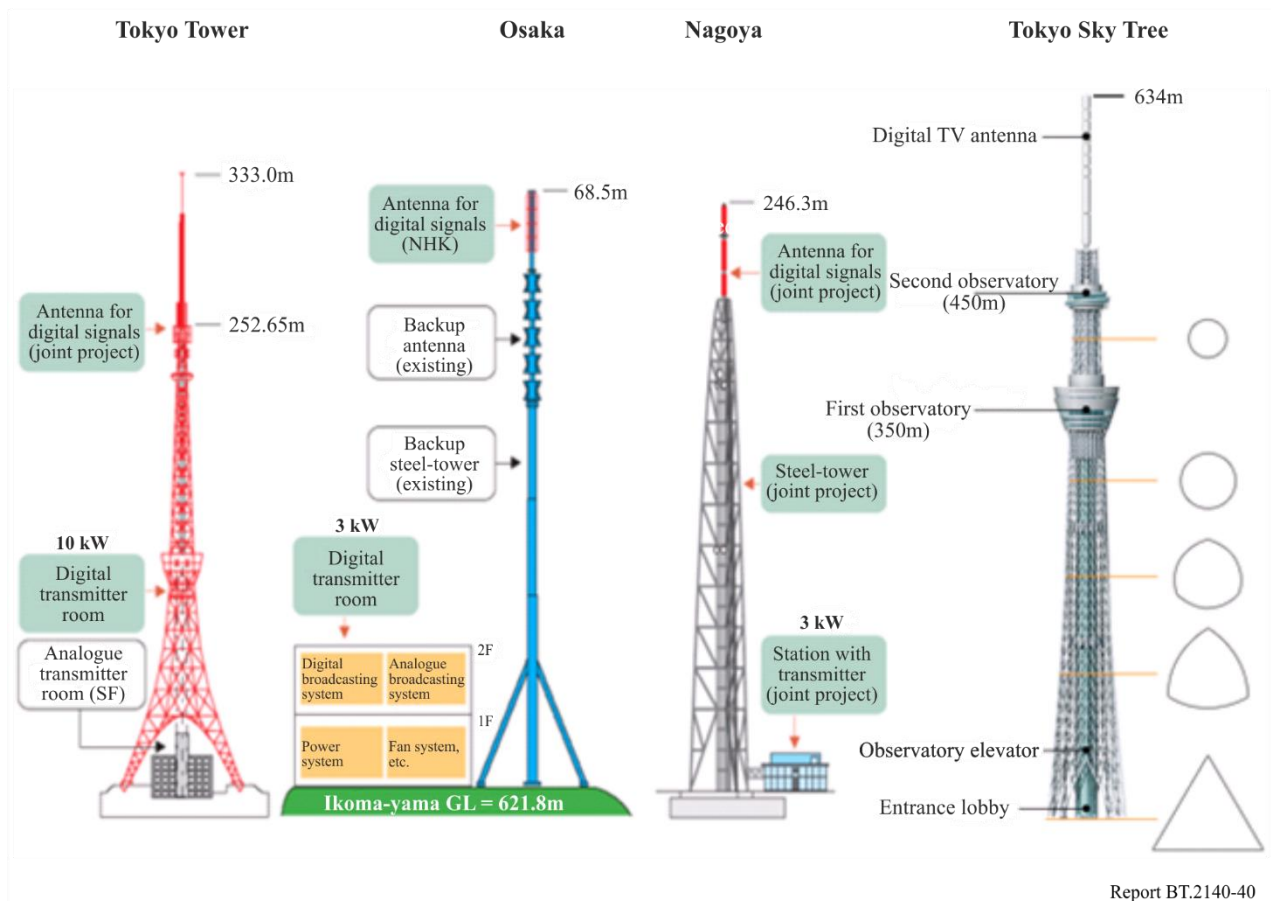 Tokyo Tower
Osaka
Nagoya
Tokyo Sky Tree
333.0m
Antenna for
digital signals
(joint project)
252.65m
10 kW
Digital
transmitter
room
Analogue
transmitter
room (SF)
68.5m
Antenna for
digital signals
(NHK)
Backup
antenna
(existing)
Backup
steel-tower
(existing)
3 kW
Digital
transmitter
room
2F
Digital
broadcasting
system
Analogue
broadcasting
system
1F
Power
system
Fan system,
etc.
Ikoma-yama GL = 621.8m
246.3m
Antenna for
digital signals
(joint project)
Steel-tower
(joint project)
3 kW
Station with
transmitter
(joint project)
634m
Digital TV antenna
Second observatory
(450m)
First observatory
(350m)
Observatory elevator
Entrance lobby
Report BT.2140-40